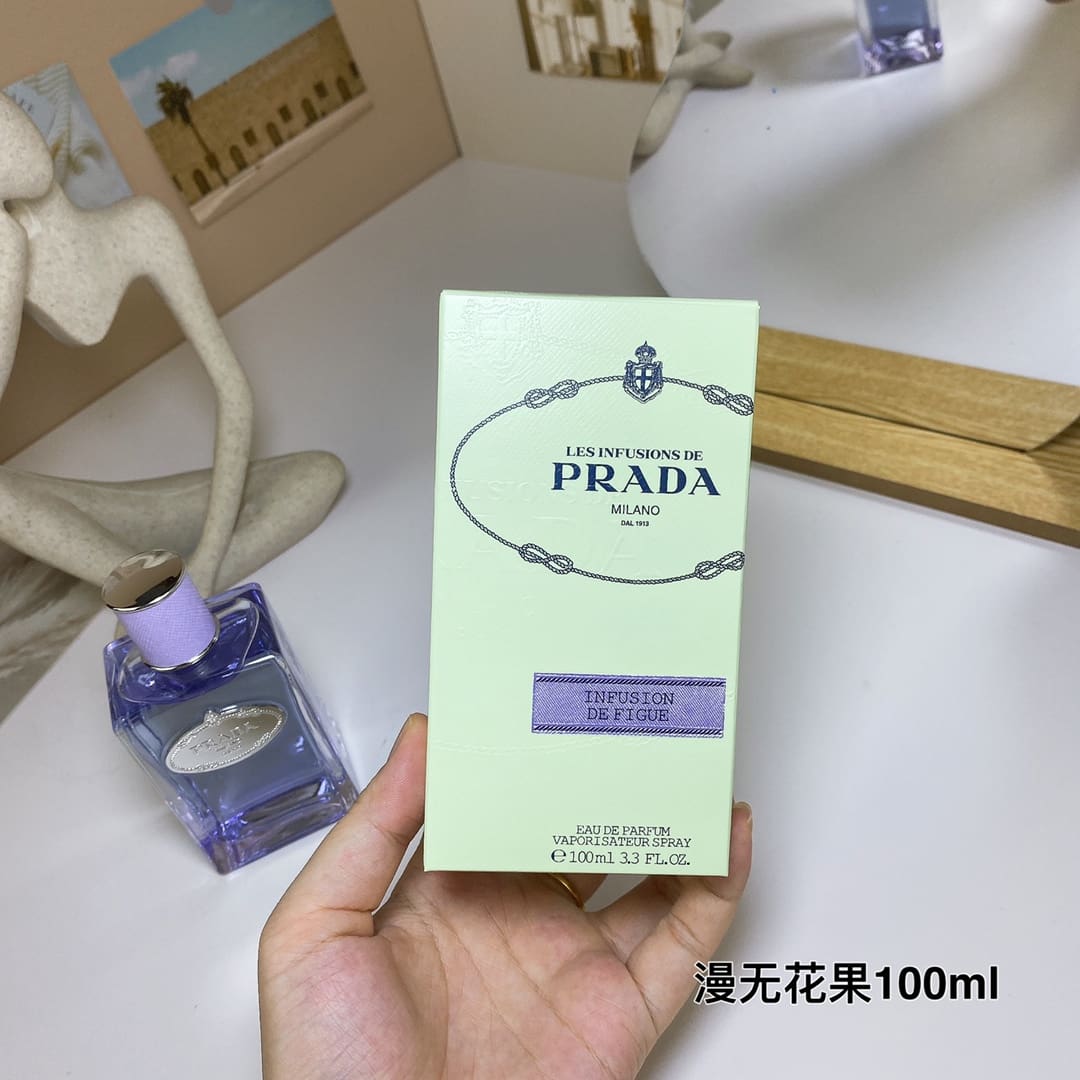 LES INFUSIONS DE
PRADA
MILANO
DAL 1913
INFUSION
DE FIGUE
EAU DE PARFUM
VAPORISATEUR SPRAY
℮ 100ml 3.3 FL.OZ.
PRADA
漫无花果100ml